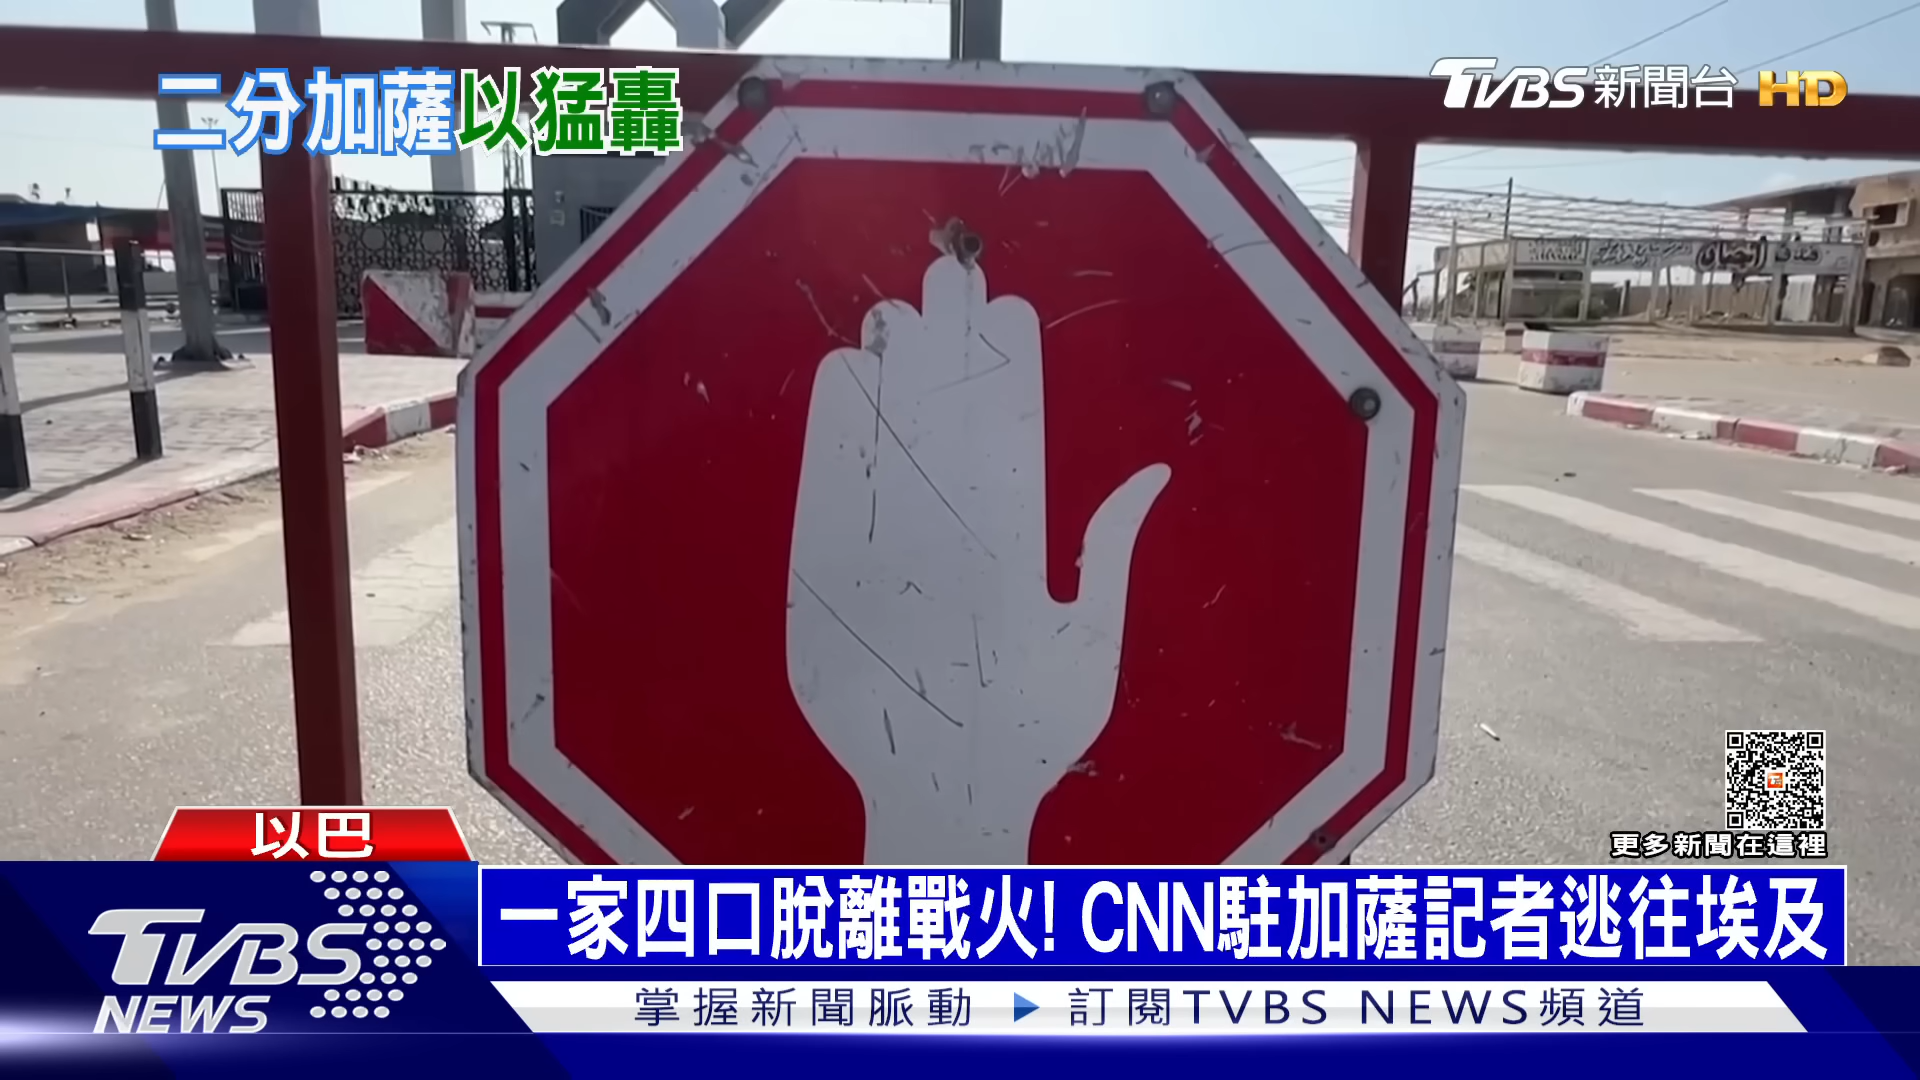 二分加薩以猛轟
TVBS新聞台 HD
更多新聞在這裡
以巴
一家四口脫離戰火! CNN駐加薩記者逃往埃及
TVBS
NEWS
掌握新聞脈動 ▶ 訂閱TVBS NEWS頻道